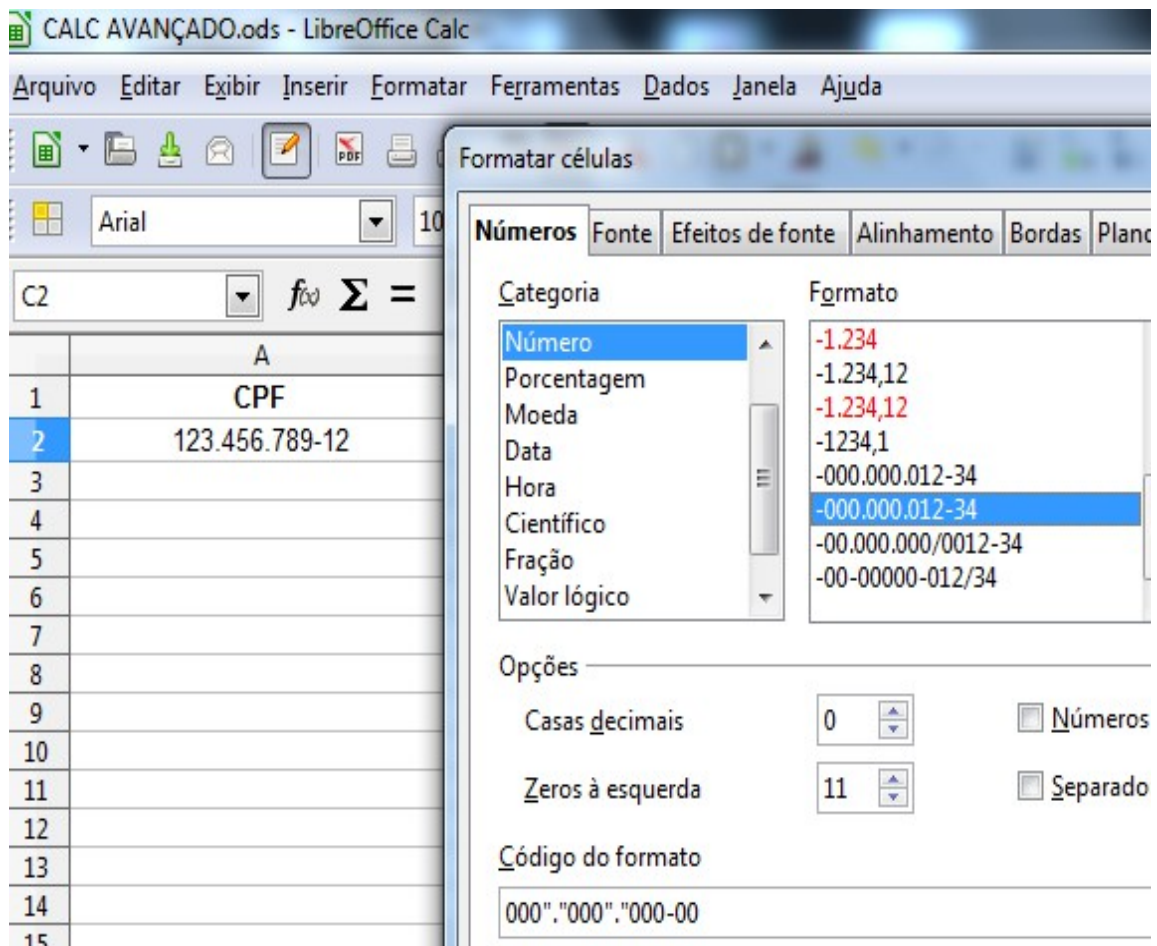 CALC AVANÇADO.ods - LibreOffice Calc
Arquivo Editar Exibir Inserir Formatar Ferramentas Dados Janela Ajuda
PDF
Formatar células
Arial
10
Números Fonte Efeitos de fonte Alinhamento Bordas
C2
f(x) Σ =
Categoria
Formato
Número
Porcentagem
Moeda
Data
Hora
Científico
Fração
Valor lógico
-1.234
-1.234,12
-1.234,12
-1234,1
-000.000.012-34
-000.000.012-34
-00.000.000/0012-34
-00-00000-012/34
A
1 CPF
2 123.456.789-12
3
4
5
6
7
8
9
10
11
12
13
14
15
Opções
Casas decimais 0 Números
Zeros à esquerda 11
Código do formato
000"."000"."000-00